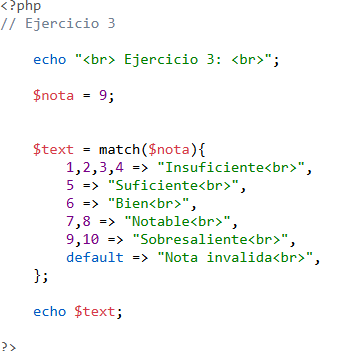 <?php
// Ejercicio 3
echo "<br> Ejercicio 3: <br>";
$nota = 9;
$text = match($nota){
1,2,3,4 => "Insuficiente<br>",
5 => "Suficiente<br>",
6 => "Bien<br>",
7,8 => "Notable<br>",
9,10 => "Sobresaliente<br>",
default => "Nota invalida<br>",
};
echo $text;
?>